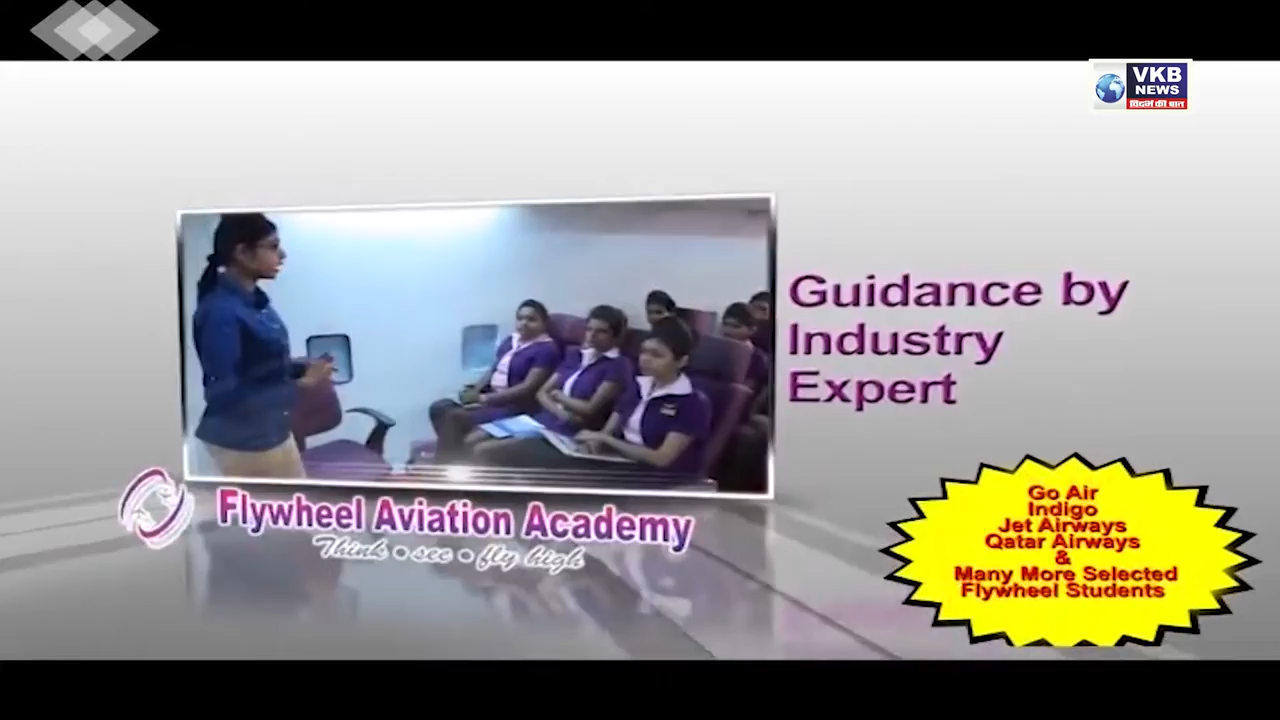 VKB
NEWS
विदर्भ की बात
Guidance by
Industry
Expert
Flywheel Aviation Academy
Think • see • fly high
Go Air
Indigo
Jet Airways
Qatar Airways
&
Many More Selected
Flywheel Students